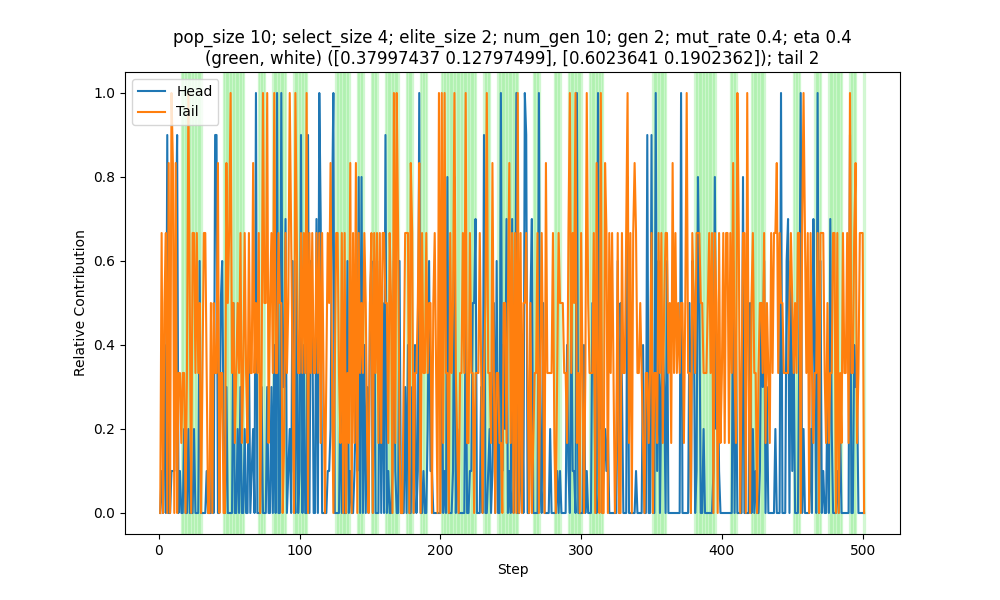 pop_size 10; select_size 4; elite_size 2; num_gen 10; gen 2; mut_rate 0.4; eta 0.4
(green, white) ([0.37997437 0.12797499], [0.6023641 0.1902362]); tail 2
Head
Tail
1.0
0.8
0.6
0.4
0.2
0.0
Relative Contribution
0
100
200
300
400
500
Step